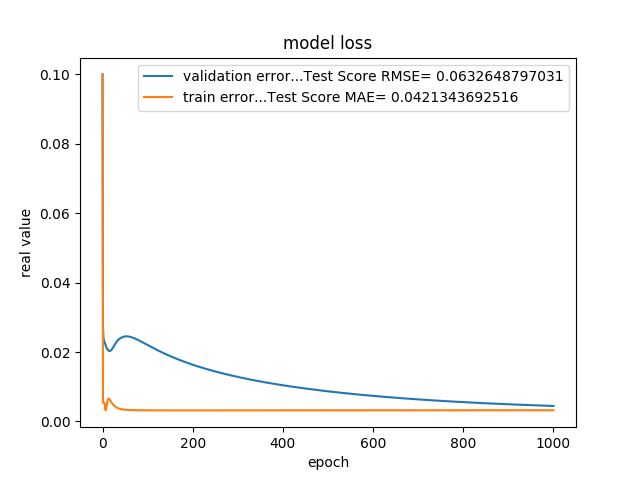 model loss
validation error...Test Score RMSE= 0.0632648797031
train error...Test Score MAE= 0.0421343692516
real value
0.10
0.08
0.06
0.04
0.02
0.00
0 200 400 600 800 1000
epoch